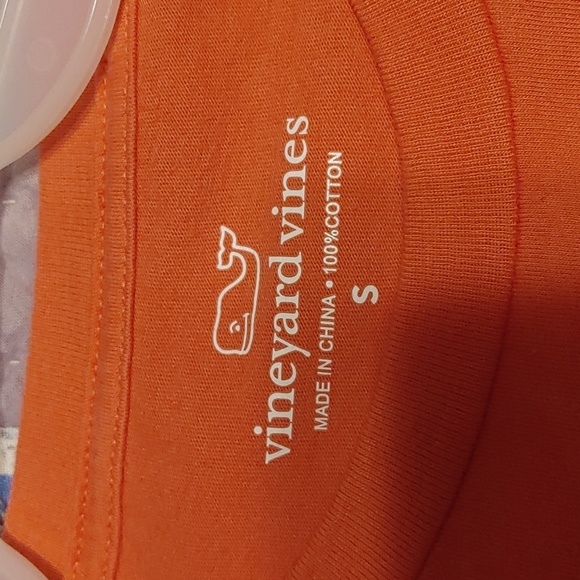 vineyard vines
MADE IN CHINA • 100%COTTON
S